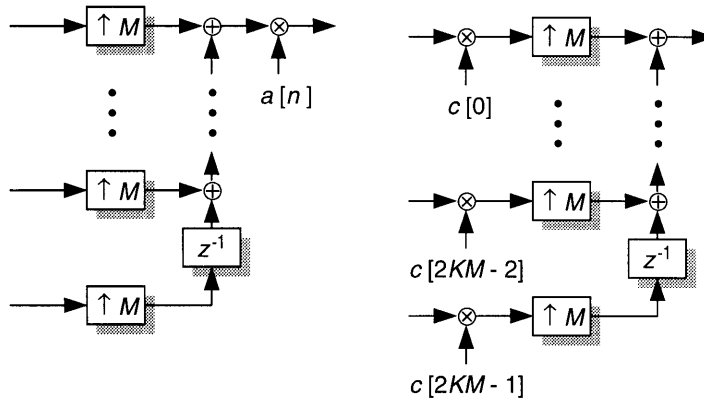 ↑ M
a [n]
↑ M
z⁻¹
↑ M
↑ M
c [0]
↑ M
c [2KM - 2]
z⁻¹
↑ M
c [2KM - 1]